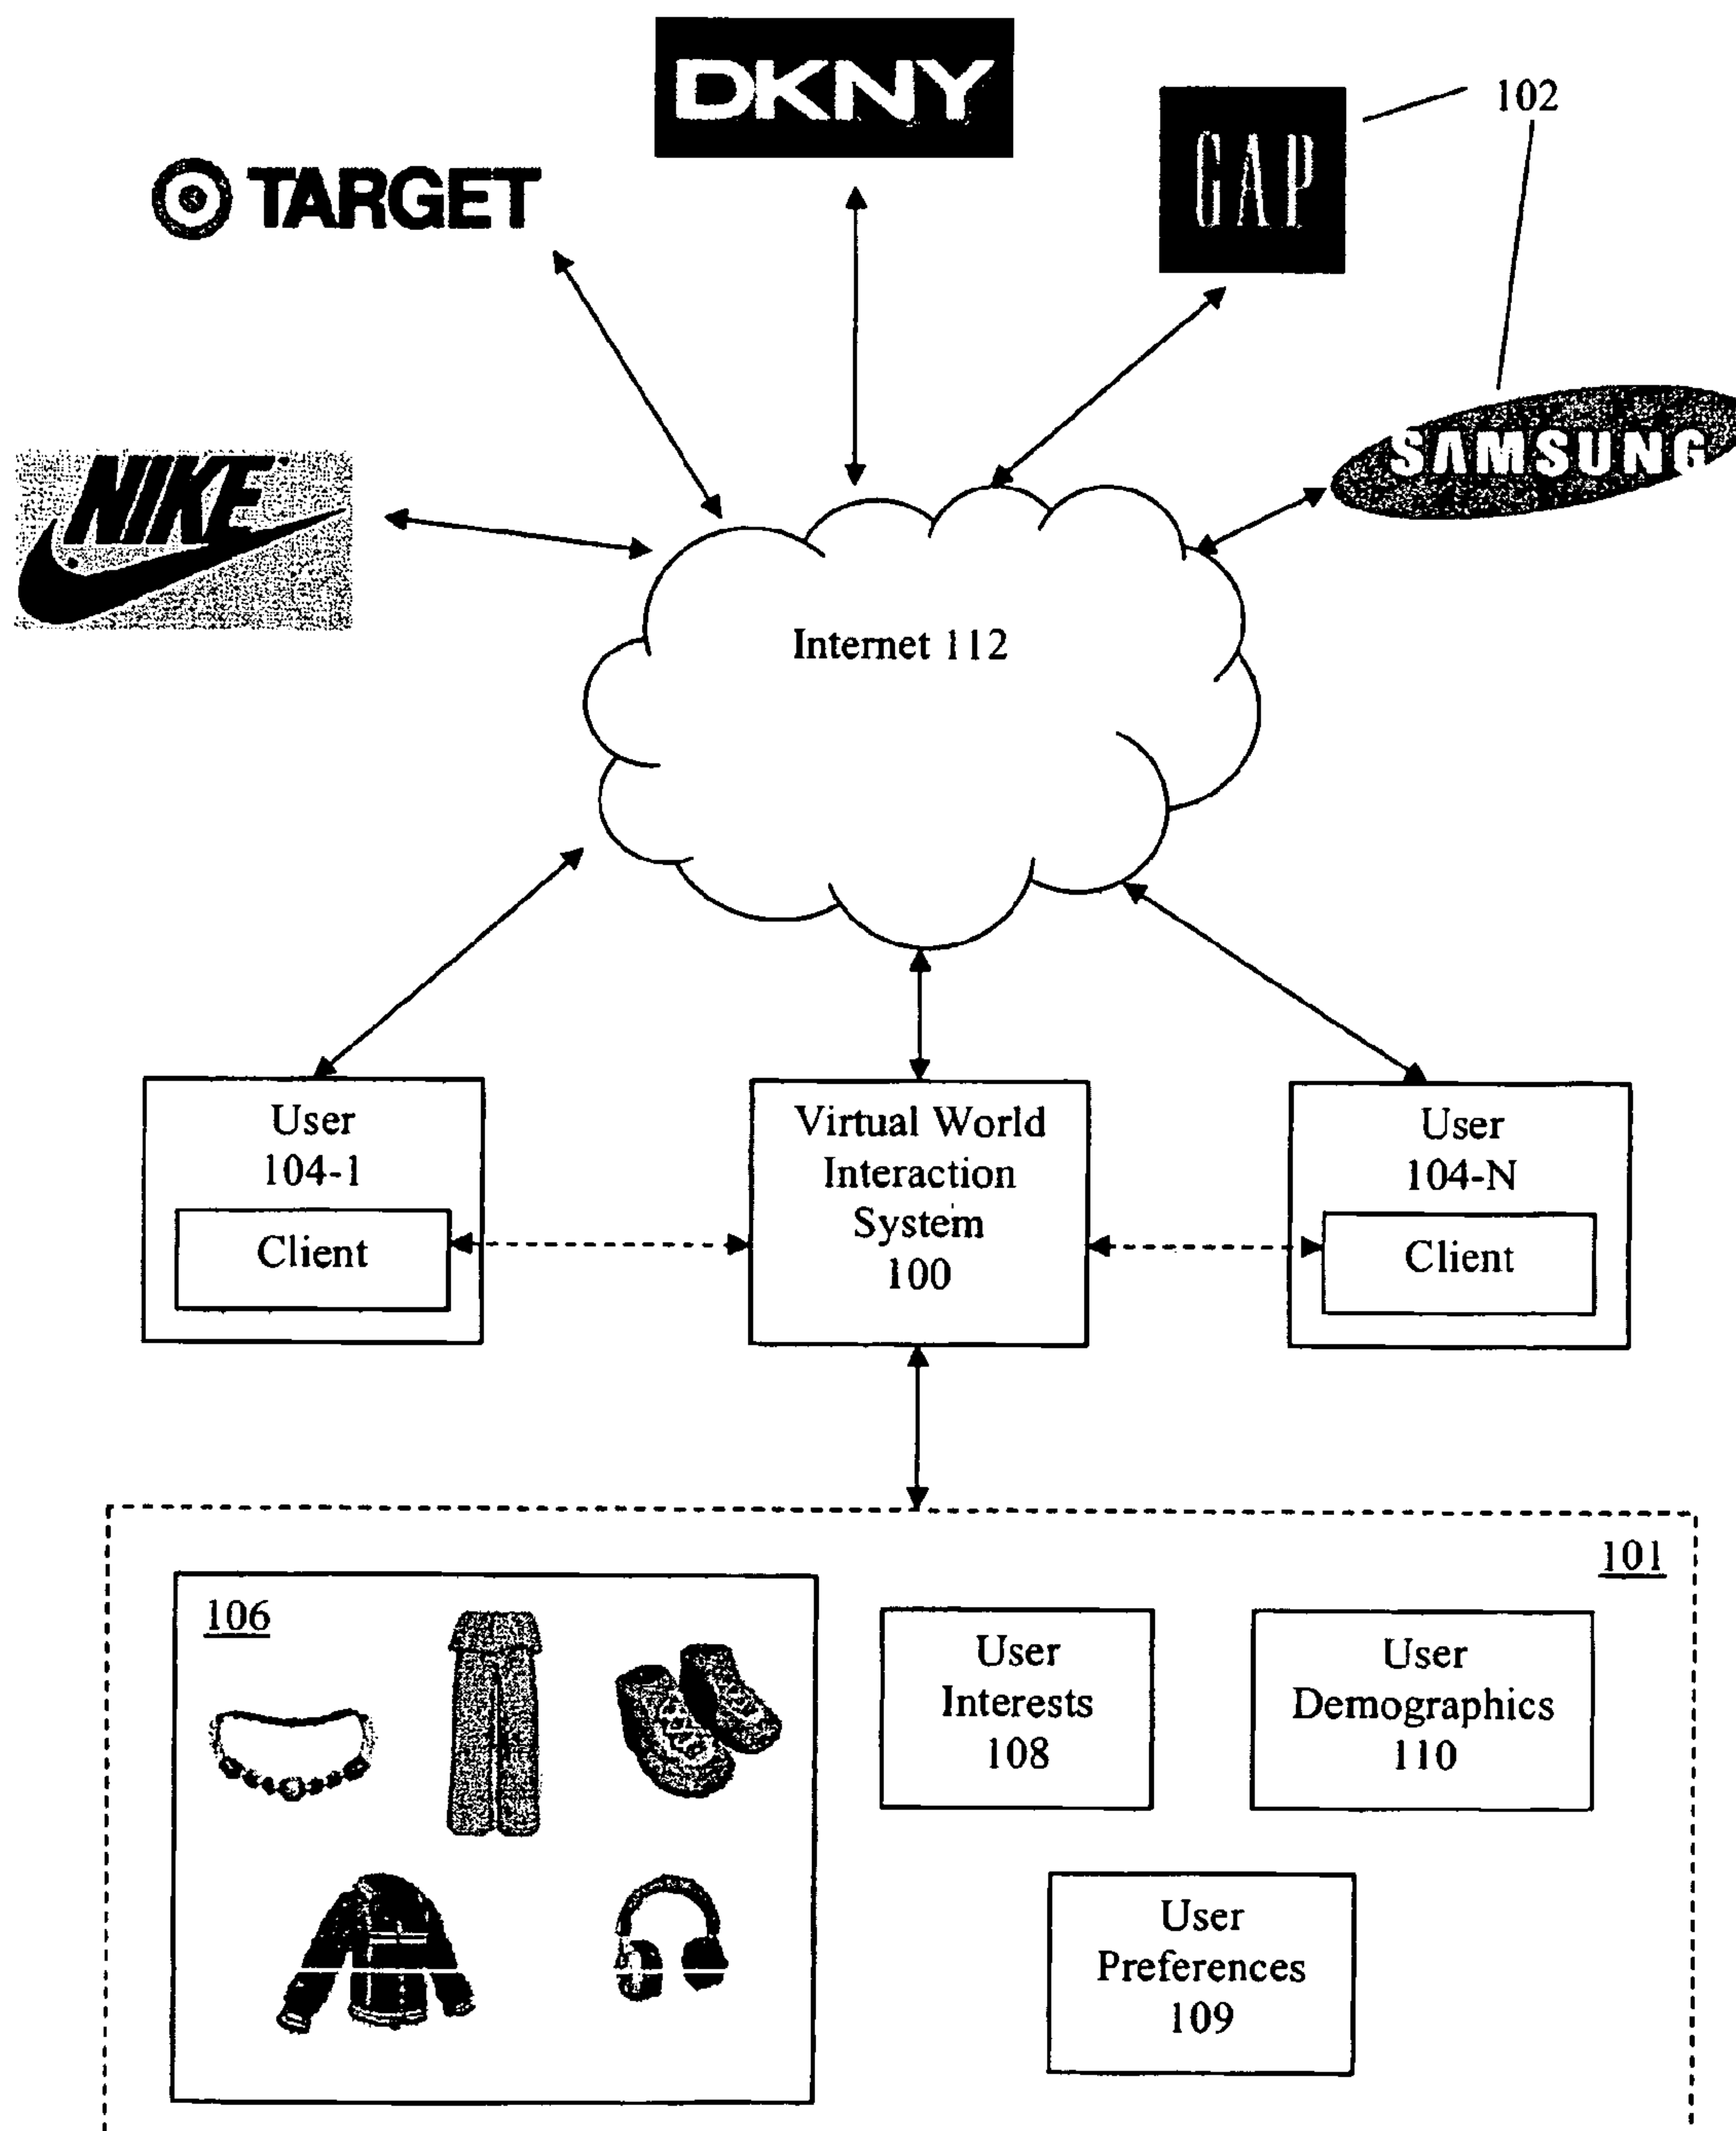 DKNY
GAP
102
TARGET
SAMSUNG
NIKE
Internet 112
User
104-1
Client
Virtual World
Interaction
System
100
User
104-N
Client
101
106
User
Interests
108
User
Demographics
110
User
Preferences
109